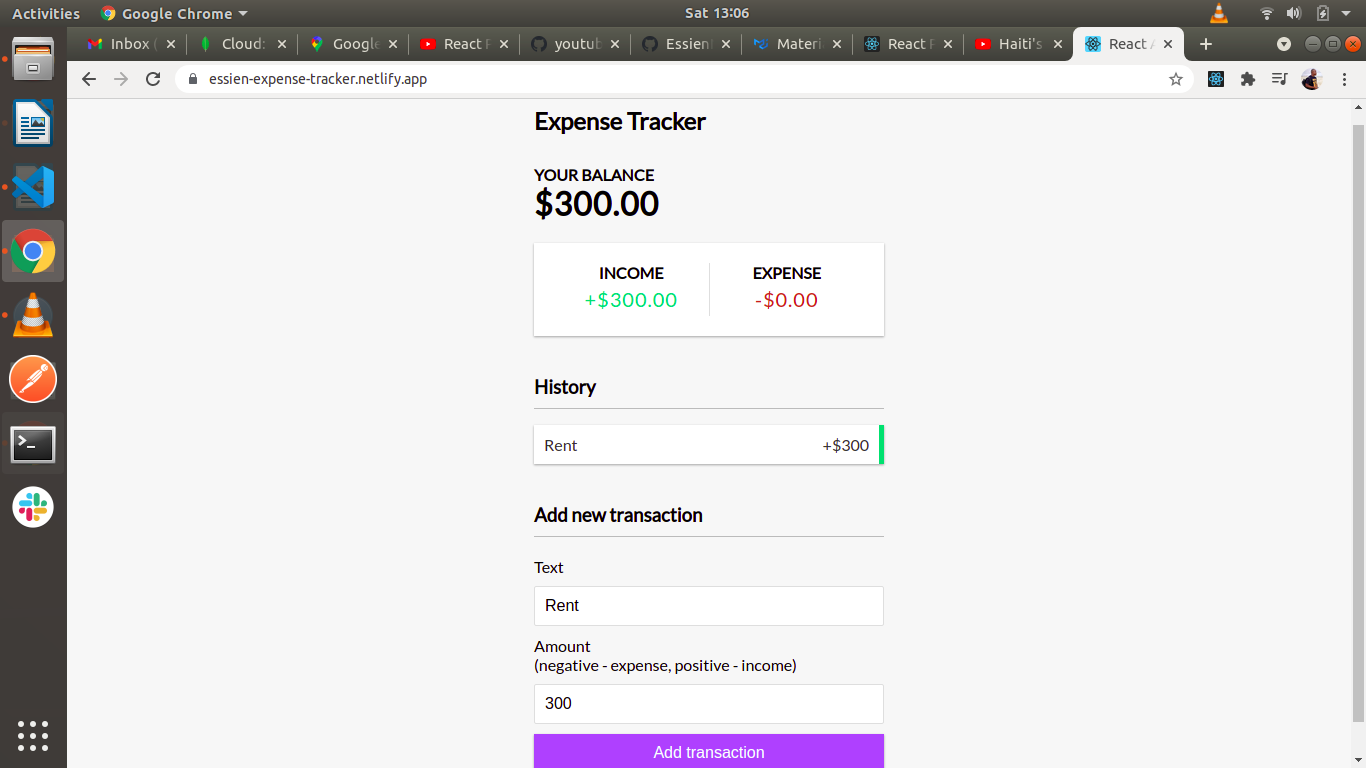 Activities Google Chrome Sat 13:06
Inbox ( Cloud: Google React F youtub Essien Materi React F Haiti's React A
essien-expense-tracker.netlify.app
Expense Tracker
YOUR BALANCE
$300.00
INCOME EXPENSE
+$300.00 -$0.00
History
Rent +$300
Add new transaction
Text
Rent
Amount
(negative - expense, positive - income)
300
Add transaction